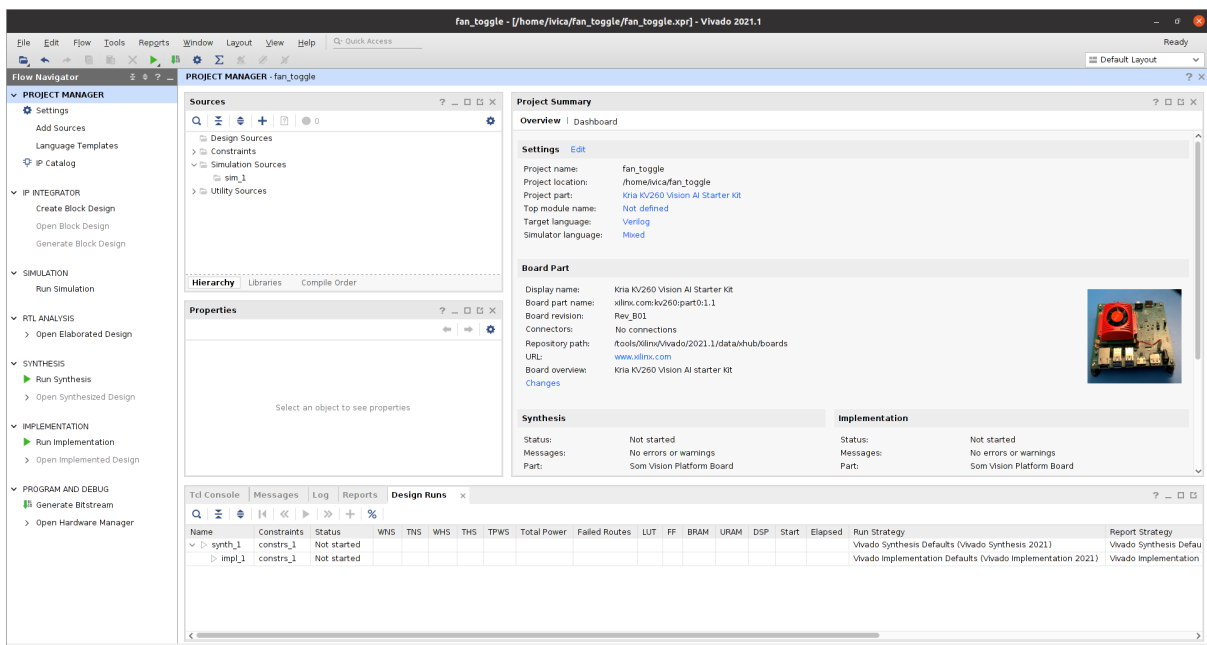 fan_toggle - [/home/ivica/fan_toggle/fan_toggle.xpr] - Vivado 2021.1
File Edit Flow Tools Reports Window Layout View Help Q- Quick Access Ready
Default Layout
Flow Navigator
PROJECT MANAGER
Settings
Add Sources
Language Templates
IP Catalog
IP INTEGRATOR
Create Block Design
Open Block Design
Generate Block Design
SIMULATION
Run Simulation
RTL ANALYSIS
Open Elaborated Design
SYNTHESIS
Run Synthesis
Open Synthesized Design
IMPLEMENTATION
Run Implementation
Open Implemented Design
PROGRAM AND DEBUG
Generate Bitstream
Open Hardware Manager
PROJECT MANAGER - fan_toggle
Sources
0
Design Sources
Constraints
Simulation Sources
sim_1
Utility Sources
Hierarchy Libraries Compile Order
Properties
Select an object to see properties
Project Summary
Overview | Dashboard
Settings Edit
Project name: fan_toggle
Project location: /home/ivica/fan_toggle
Project part: Kria KV260 Vision AI Starter Kit
Top module name: Not defined
Target language: Verilog
Simulator language: Mixed
Board Part
Display name: Kria KV260 Vision AI Starter Kit
Board part name: xilinx.com:kv260:part0:1.1
Board revision: Rev_B01
Connectors: No connections
Repository path: /tools/Xilinx/Vivado/2021.1/data/xhub/boards
URL: www.xilinx.com
Board overview: Kria KV260 Vision AI starter Kit
Changes
Synthesis Implementation
Status: Not started Status: Not started
Messages: No errors or warnings Messages: No errors or warnings
Part: Som Vision Platform Board Part: Som Vision Platform Board
Tcl Console Messages Log Reports Design Runs
Name Constraints Status WNS TNS WHS THS TPWS Total Power Failed Routes LUT FF BRAM URAM DSP Start Elapsed Run Strategy Report Strategy
synth_1 constrs_1 Not started Vivado Synthesis Defaults (Vivado Synthesis 2021) Vivado Synthesis Defau
impl_1 constrs_1 Not started Vivado Implementation Defaults (Vivado Implementation 2021) Vivado Implementation